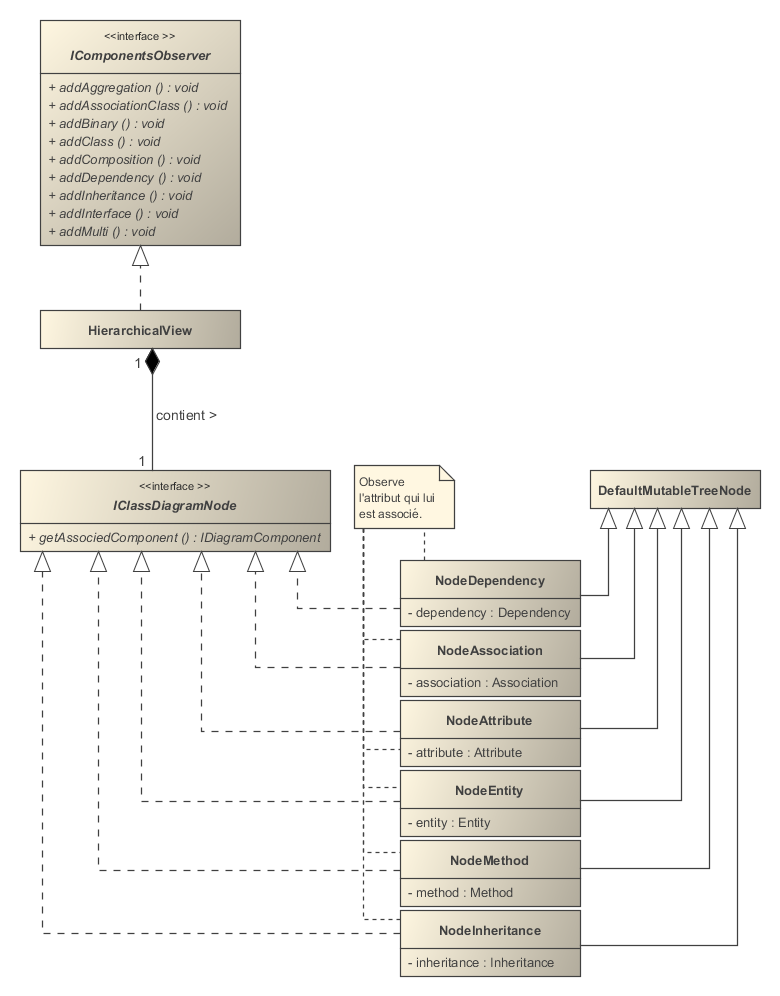 <<interface >>
IComponentsObserver
+ addAggregation () : void
+ addAssociationClass () : void
+ addBinary () : void
+ addClass () : void
+ addComposition () : void
+ addDependency () : void
+ addInheritance () : void
+ addInterface () : void
+ addMulti () : void
HierarchicalView
1
contient >
1
<<interface >>
IClassDiagramNode
+ getAssociedComponent () : IDiagramComponent
Observe
l'attribut qui lui
est associé.
DefaultMutableTreeNode
NodeDependency
- dependency : Dependency
NodeAssociation
- association : Association
NodeAttribute
- attribute : Attribute
NodeEntity
- entity : Entity
NodeMethod
- method : Method
NodeInheritance
- inheritance : Inheritance